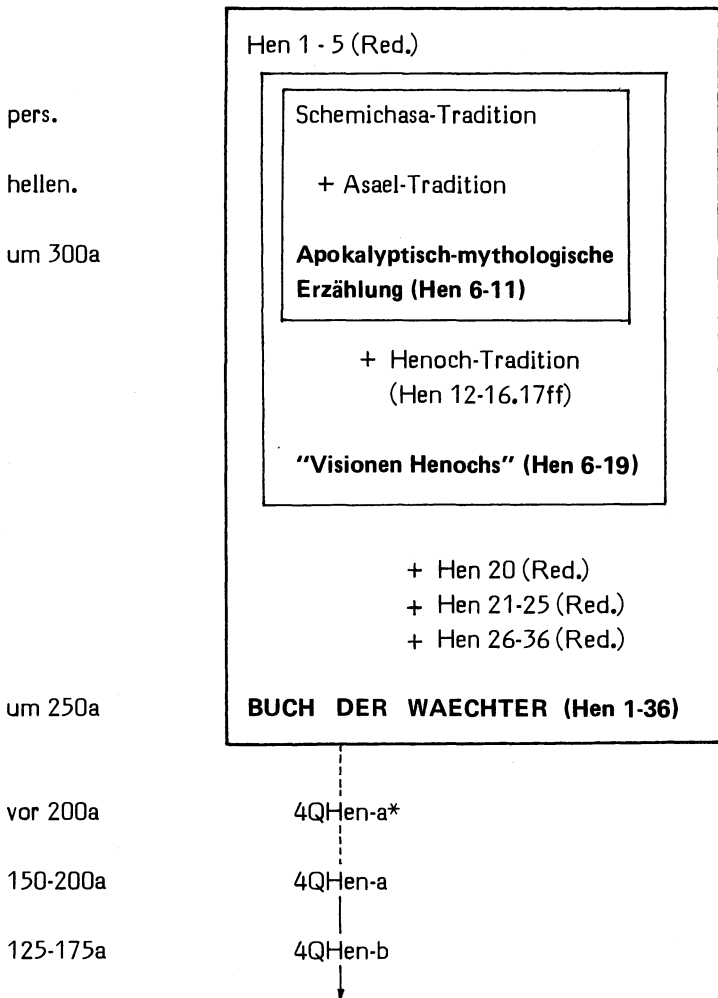 Hen 1 - 5 (Red.)
pers. Schemichasa-Tradition
hellen. + Asael-Tradition
um 300a Apokalyptisch-mythologische
Erzählung (Hen 6-11)
+ Henoch-Tradition
(Hen 12-16.17ff)
"Visionen Henochs" (Hen 6-19)
+ Hen 20 (Red.)
+ Hen 21-25 (Red.)
+ Hen 26-36 (Red.)
um 250a BUCH DER WAECHTER (Hen 1-36)
vor 200a 4QHen-a*
150-200a 4QHen-a
125-175a 4QHen-b